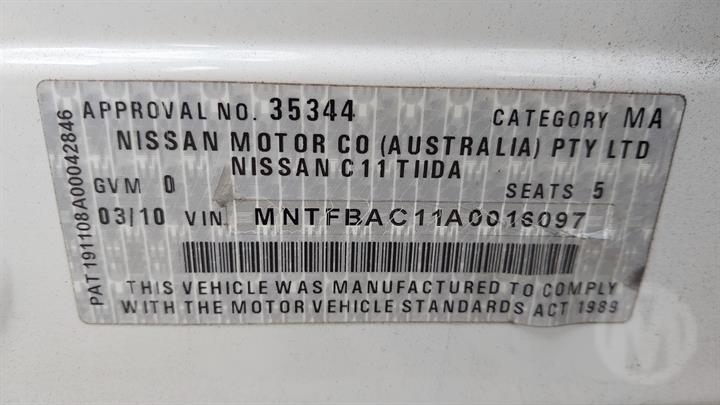 PAT 191108A00042846
APPROVAL NO. 35344 CATEGORY MA
NISSAN MOTOR CO (AUSTRALIA) PTY LTD
NISSAN C11 TIIDA
GVM 0 SEATS 5
03/10 VIN MNTFBAC11A0016097
THIS VEHICLE WAS MANUFACTURED TO COMPLY
WITH THE MOTOR VEHICLE STANDARDS ACT 1989
M